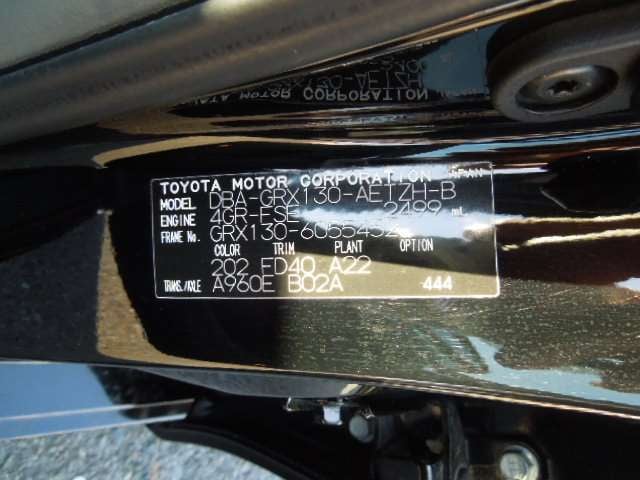 TOYOTA MOTOR CORPORATION JAPAN
MODEL DBA-GRX130-AETZH-B
ENGINE 4GR-FSE 2499 mL
FRAME No. GRX130-6055432
COLOR TRIM PLANT OPTION
202 FD40 A22
TRANS./AXLE A960E B02A 444